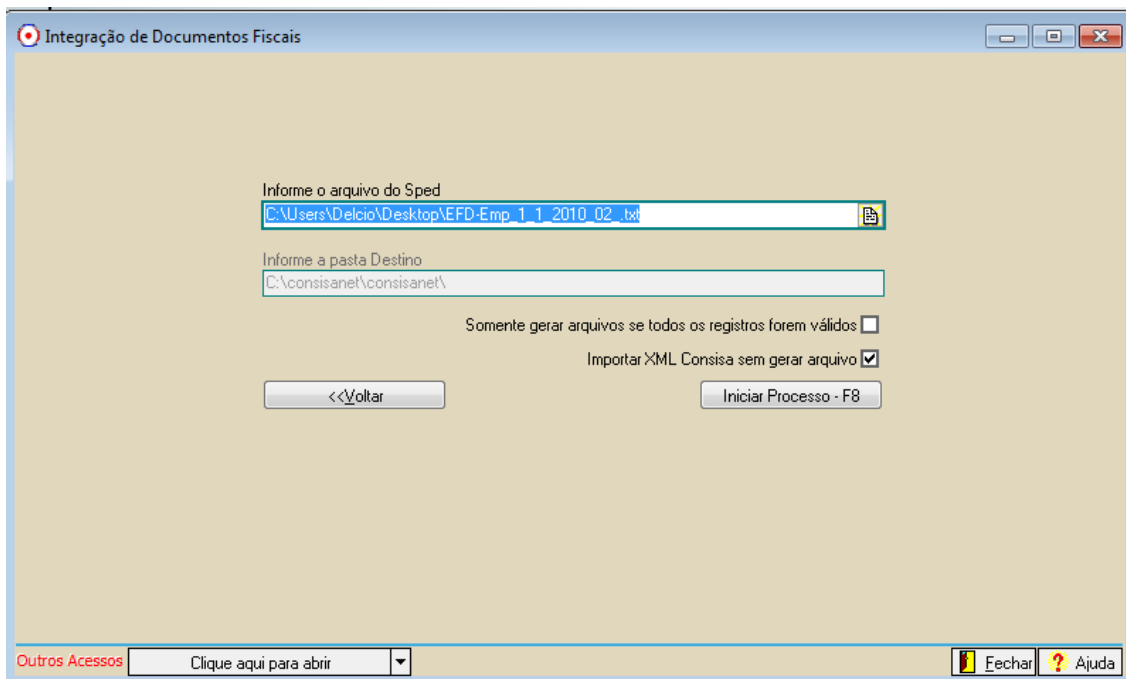 Integração de Documentos Fiscais
Informe o arquivo do Sped
C:\Users\Delcio\Desktop\EFD-Emp_1_1_2010_02_.txt
Informe a pasta Destino
C:\consisanet\consisanet\
Somente gerar arquivos se todos os registros forem válidos
Importar XML Consisa sem gerar arquivo
<<Voltar Iniciar Processo - F8
Outros Acessos Clique aqui para abrir Fechar ? Ajuda